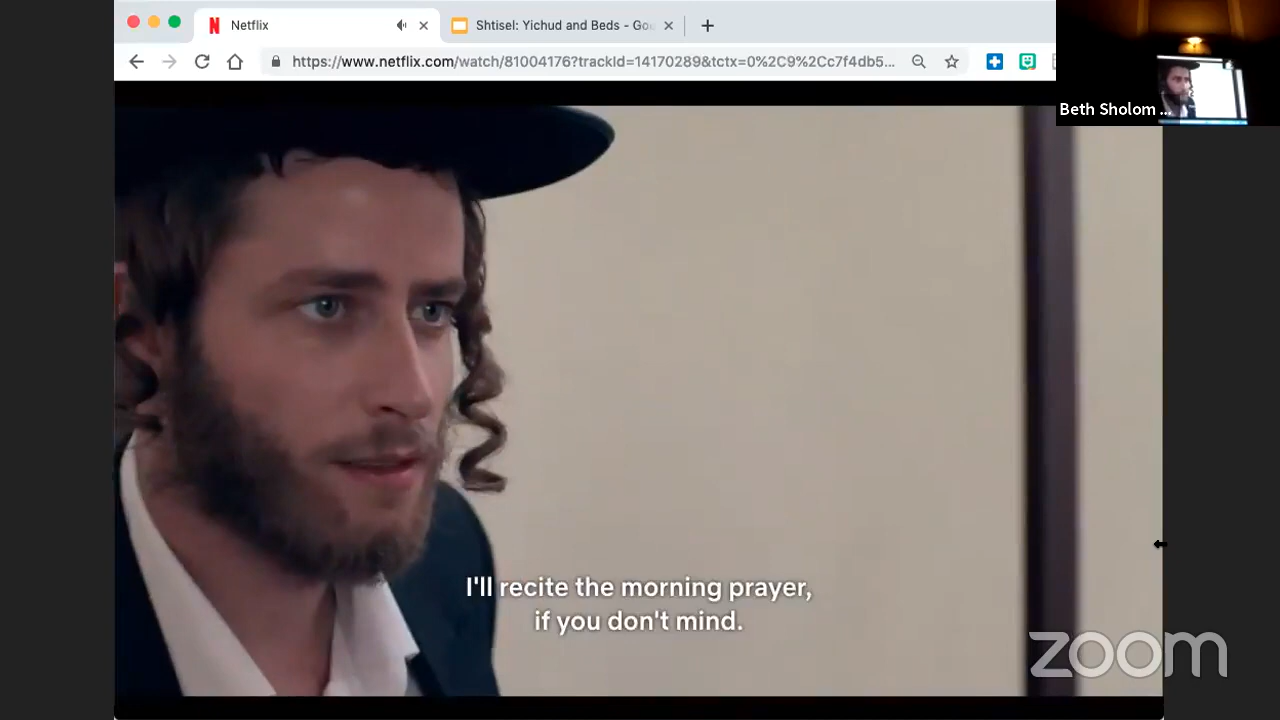 Netflix
Shtisel: Yichud and Beds - Go
https://www.netflix.com/watch/81004176?trackId=14170289&tctx=0%2C9%2Cc7f4db5...
Beth Sholom ...
I'll recite the morning prayer,
if you don't mind.
zoom